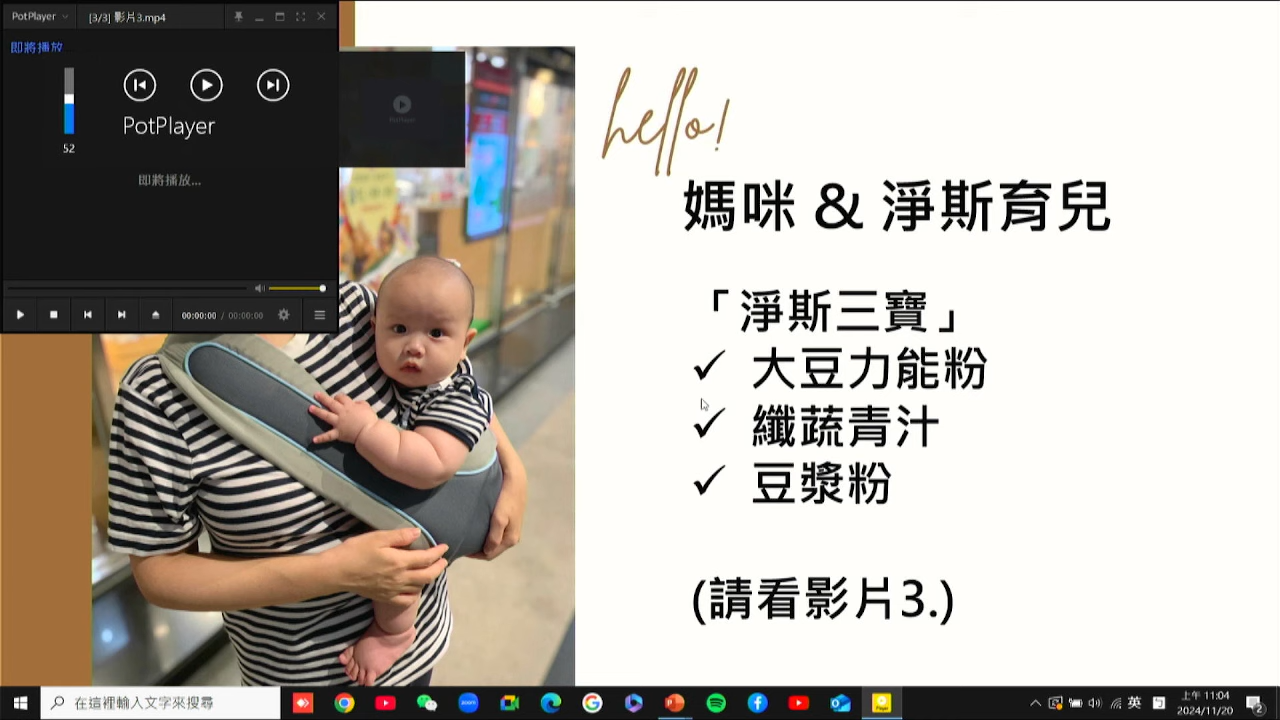 PotPlayer
[3/3] 影片3.mp4
即將播放
52
PotPlayer
即將播放...
00:00:00 / 00:00:00
hello!
媽咪 & 淨斯育兒
「淨斯三寶」
✓ 大豆力能粉
✓ 纖蔬青汁
✓ 豆漿粉
(請看影片3.)
在這裡輸入文字來搜尋
zoom
英
上午 11:04
2024/11/20
2